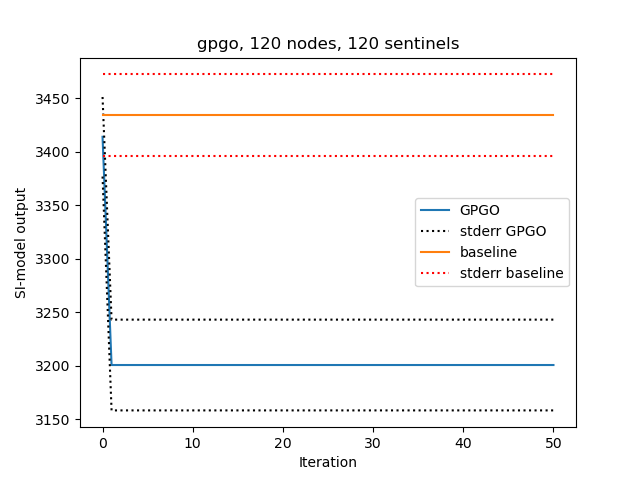 gpgo, 120 nodes, 120 sentinels
SI-model output
3450
3400
3350
3300
3250
3200
3150
GPGO
stderr GPGO
baseline
stderr baseline
0 10 20 30 40 50
Iteration